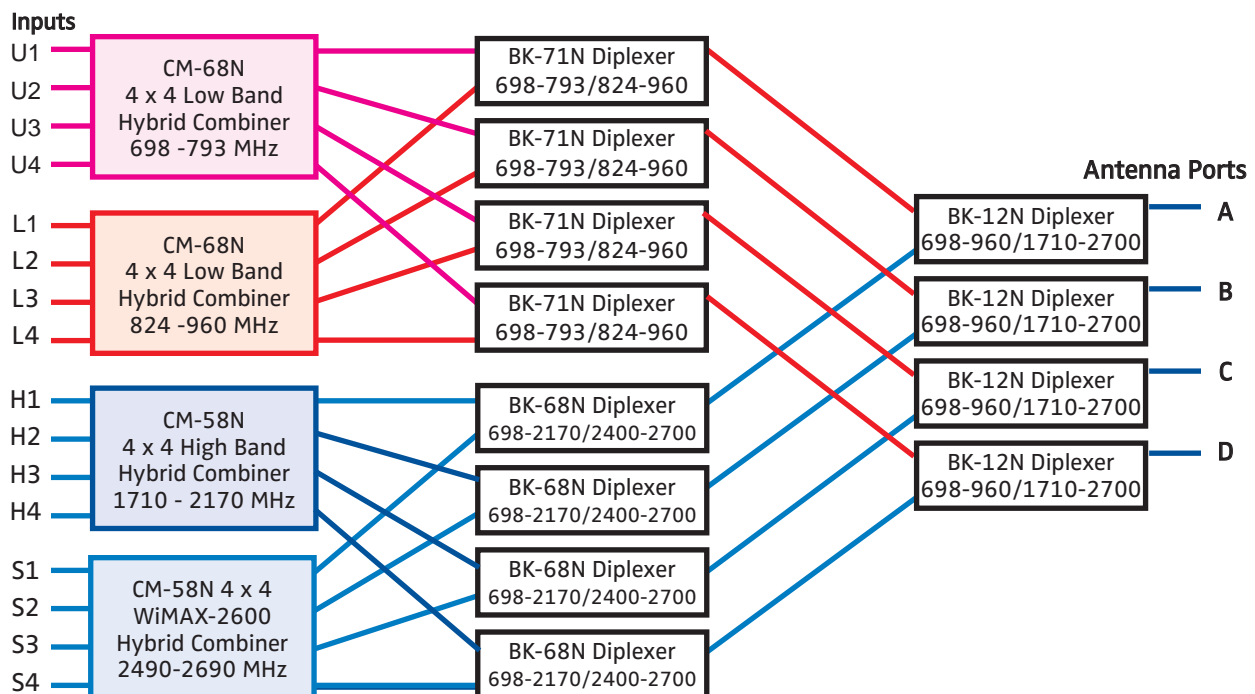 Inputs
U1
U2
U3
U4
CM-68N
4 x 4 Low Band
Hybrid Combiner
698 -793 MHz
L1
L2
L3
L4
CM-68N
4 x 4 Low Band
Hybrid Combiner
824 -960 MHz
H1
H2
H3
H4
CM-58N
4 x 4 High Band
Hybrid Combiner
1710 - 2170 MHz
S1
S2
S3
S4
CM-58N 4 x 4
WiMAX-2600
Hybrid Combiner
2490-2690 MHz
BK-71N Diplexer
698-793/824-960
BK-71N Diplexer
698-793/824-960
BK-71N Diplexer
698-793/824-960
BK-71N Diplexer
698-793/824-960
BK-68N Diplexer
698-2170/2400-2700
BK-68N Diplexer
698-2170/2400-2700
BK-68N Diplexer
698-2170/2400-2700
BK-68N Diplexer
698-2170/2400-2700
Antenna Ports
BK-12N Diplexer
698-960/1710-2700
A
BK-12N Diplexer
698-960/1710-2700
B
BK-12N Diplexer
698-960/1710-2700
C
BK-12N Diplexer
698-960/1710-2700
D